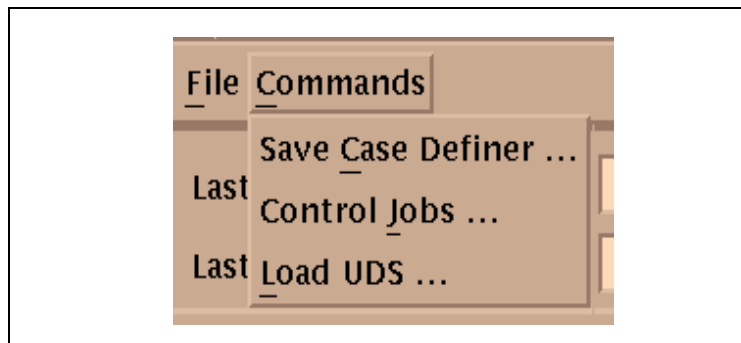 File Commands
Save Case Definer ...
Last
Control Jobs ...
Last
Load UDS ...